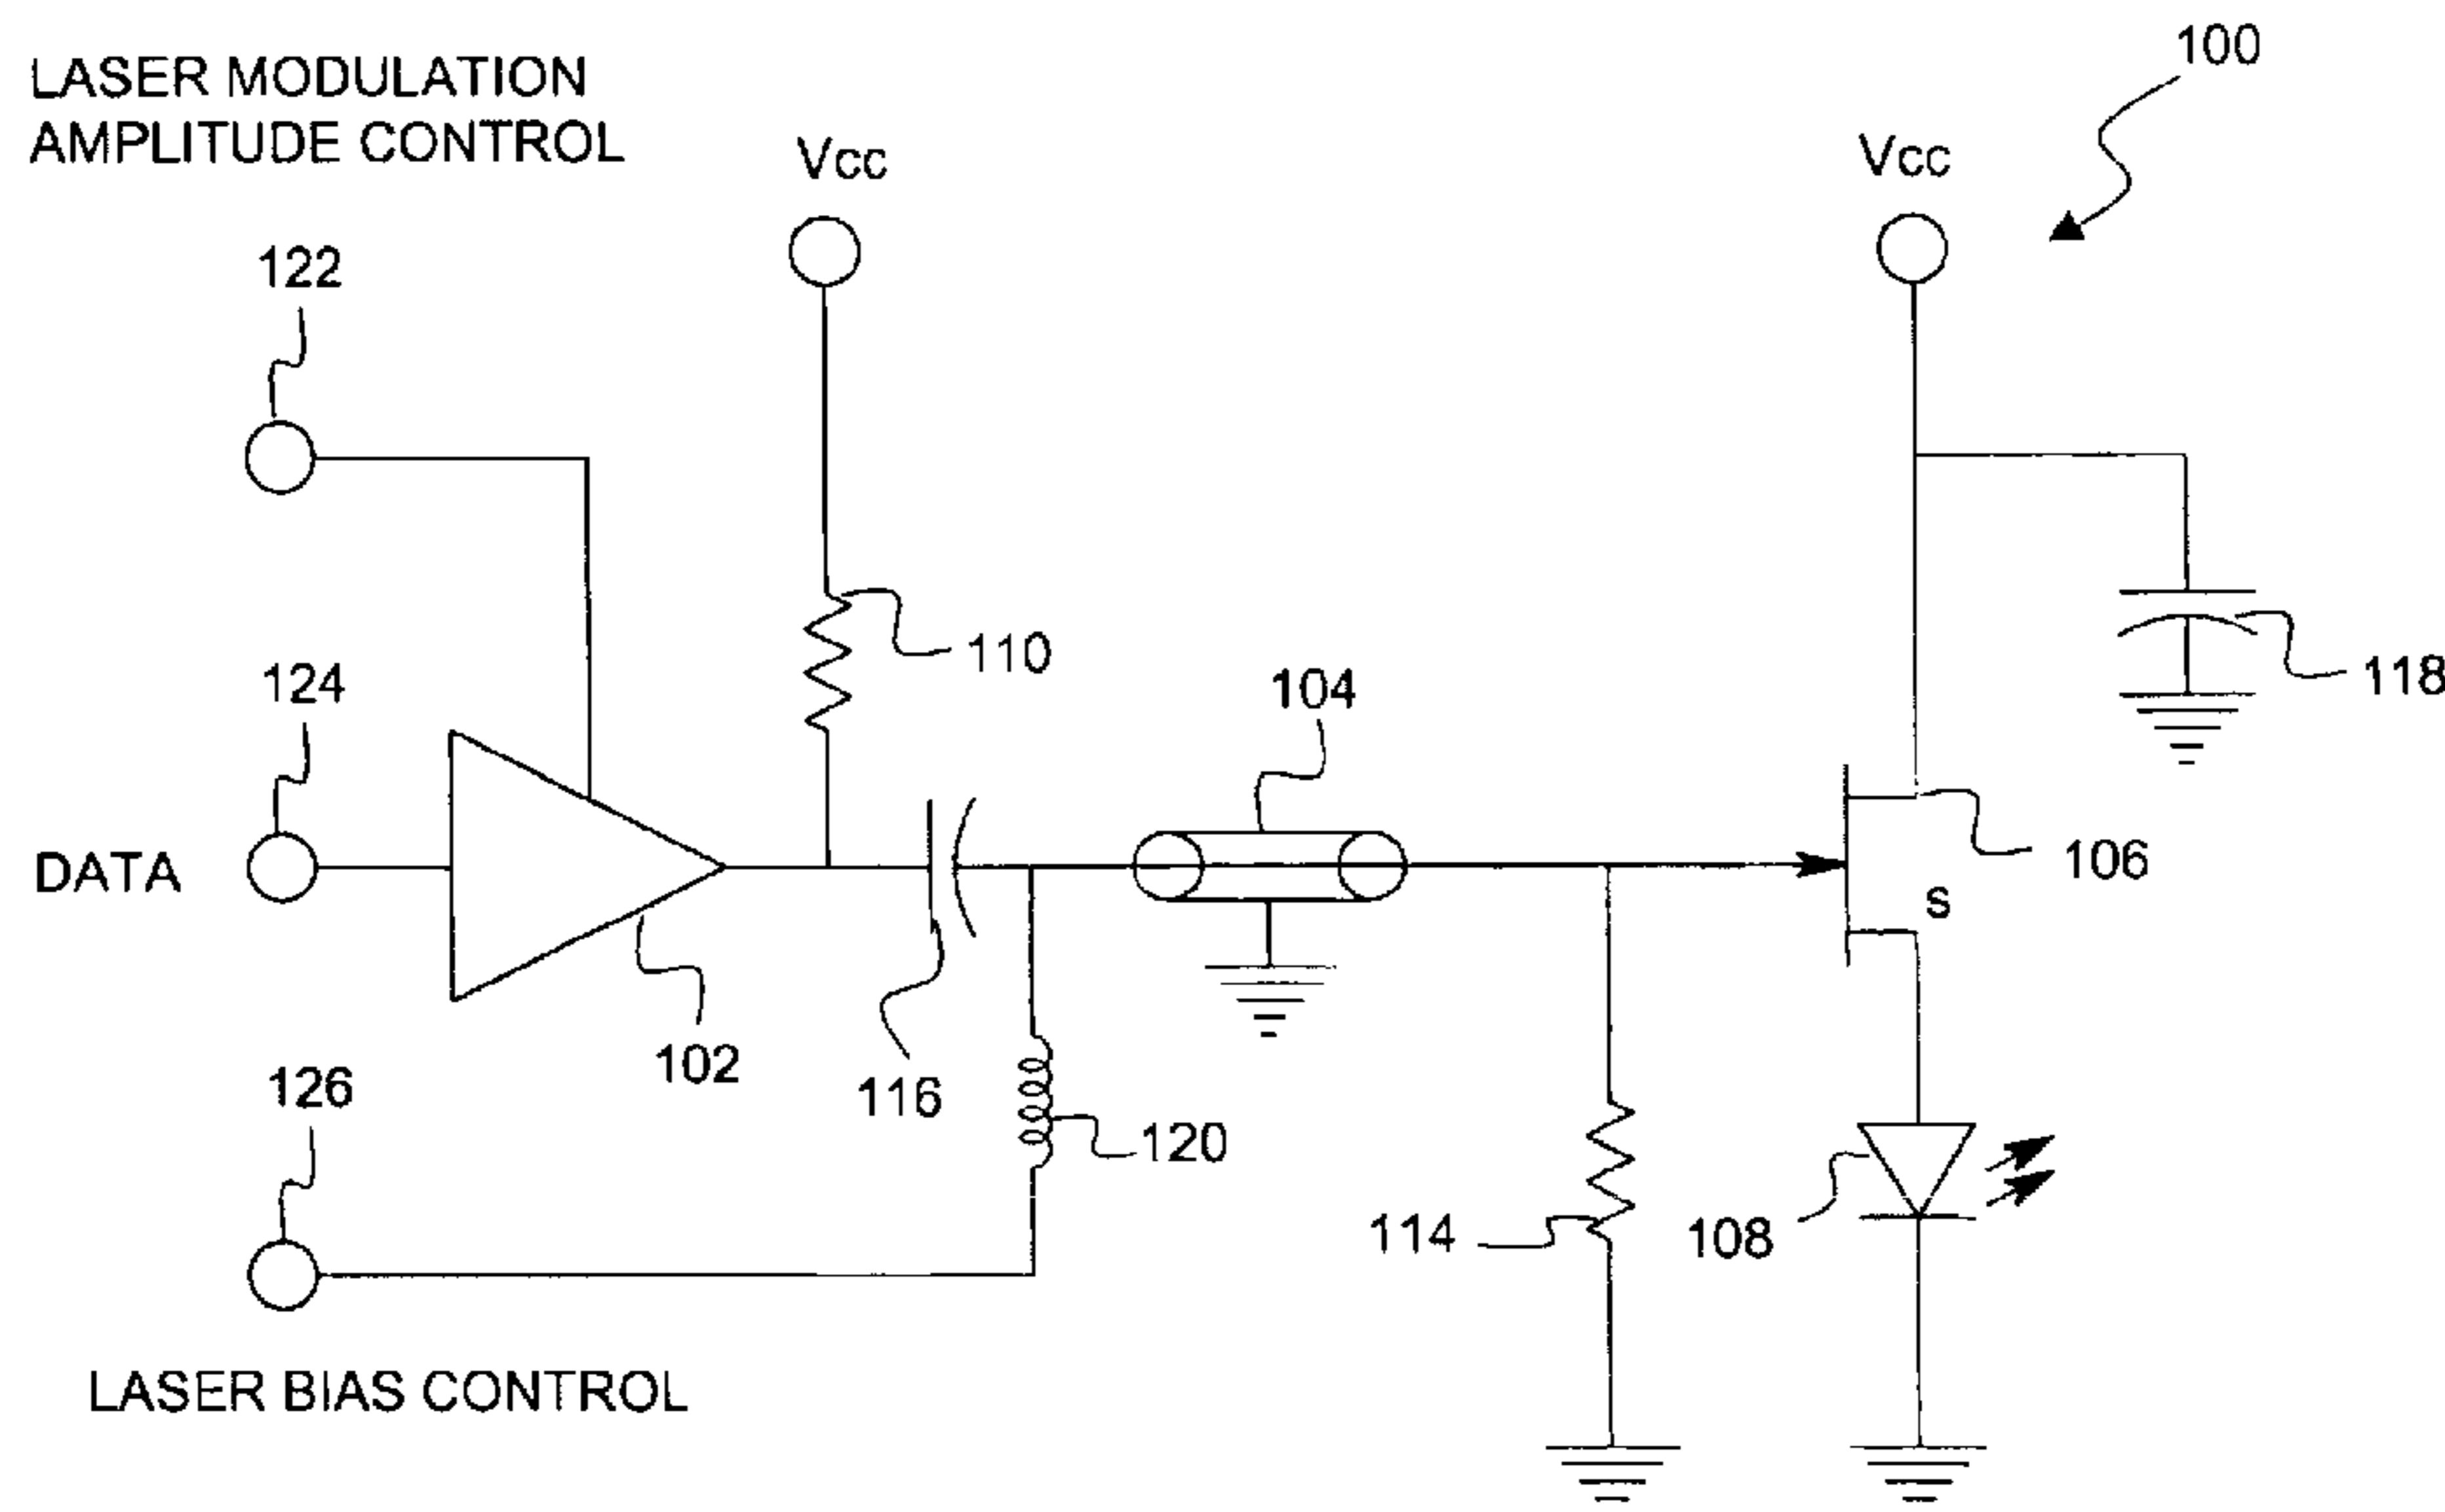 LASER MODULATION
AMPLITUDE CONTROL
100
Vcc
Vcc
122
110
118
124
104
DATA
106
S
102
116
126
120
114
108
LASER BIAS CONTROL